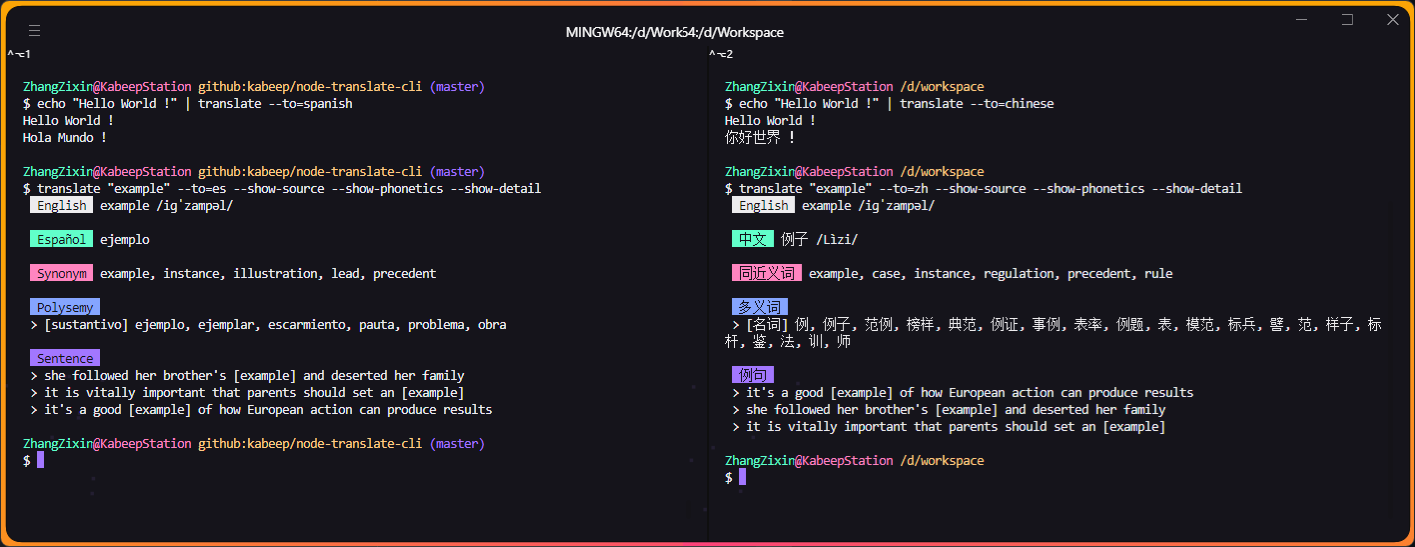 MINGW64:/d/Work54:/d/Workspace
^⌥1
ZhangZixin@KabeepStation github:kabeep/node-translate-cli (master)
$ echo "Hello World !" | translate --to=spanish
Hello World !
Hola Mundo !
ZhangZixin@KabeepStation github:kabeep/node-translate-cli (master)
$ translate "example" --to=es --show-source --show-phonetics --show-detail
English example /iɡˈzampəl/
Español ejemplo
Synonym example, instance, illustration, lead, precedent
Polysemy
> [sustantivo] ejemplo, ejemplar, escarmiento, pauta, problema, obra
Sentence
> she followed her brother's [example] and deserted her family
> it is vitally important that parents should set an [example]
> it's a good [example] of how European action can produce results
ZhangZixin@KabeepStation github:kabeep/node-translate-cli (master)
$
^⌥2
ZhangZixin@KabeepStation /d/workspace
$ echo "Hello World !" | translate --to=chinese
Hello World !
你好世界 !
ZhangZixin@KabeepStation /d/workspace
$ translate "example" --to=zh --show-source --show-phonetics --show-detail
English example /iɡˈzampəl/
中文 例子 /Lìzi/
同近义词 example, case, instance, regulation, precedent, rule
多义词
> [名词] 例, 例子, 范例, 榜样, 典范, 例证, 事例, 表率, 例题, 表, 模范, 标兵, 譬, 范, 样子, 标
杆, 鉴, 法, 训, 师
例句
> it's a good [example] of how European action can produce results
> she followed her brother's [example] and deserted her family
> it is vitally important that parents should set an [example]
ZhangZixin@KabeepStation /d/workspace
$